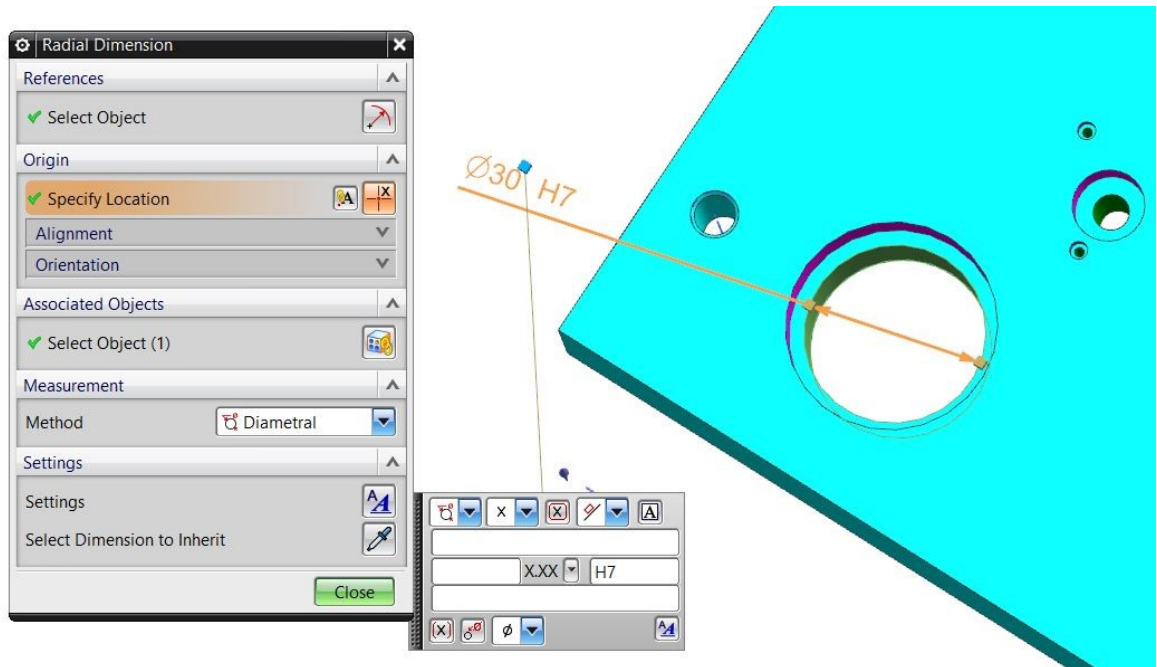 Radial Dimension
References
Select Object
Origin
Specify Location
Alignment
Orientation
Associated Objects
Select Object (1)
Measurement
Method Diametral
Settings
Settings
Select Dimension to Inherit
Close
Ø30 H7
X X A
X.XX H7
(X) Ø